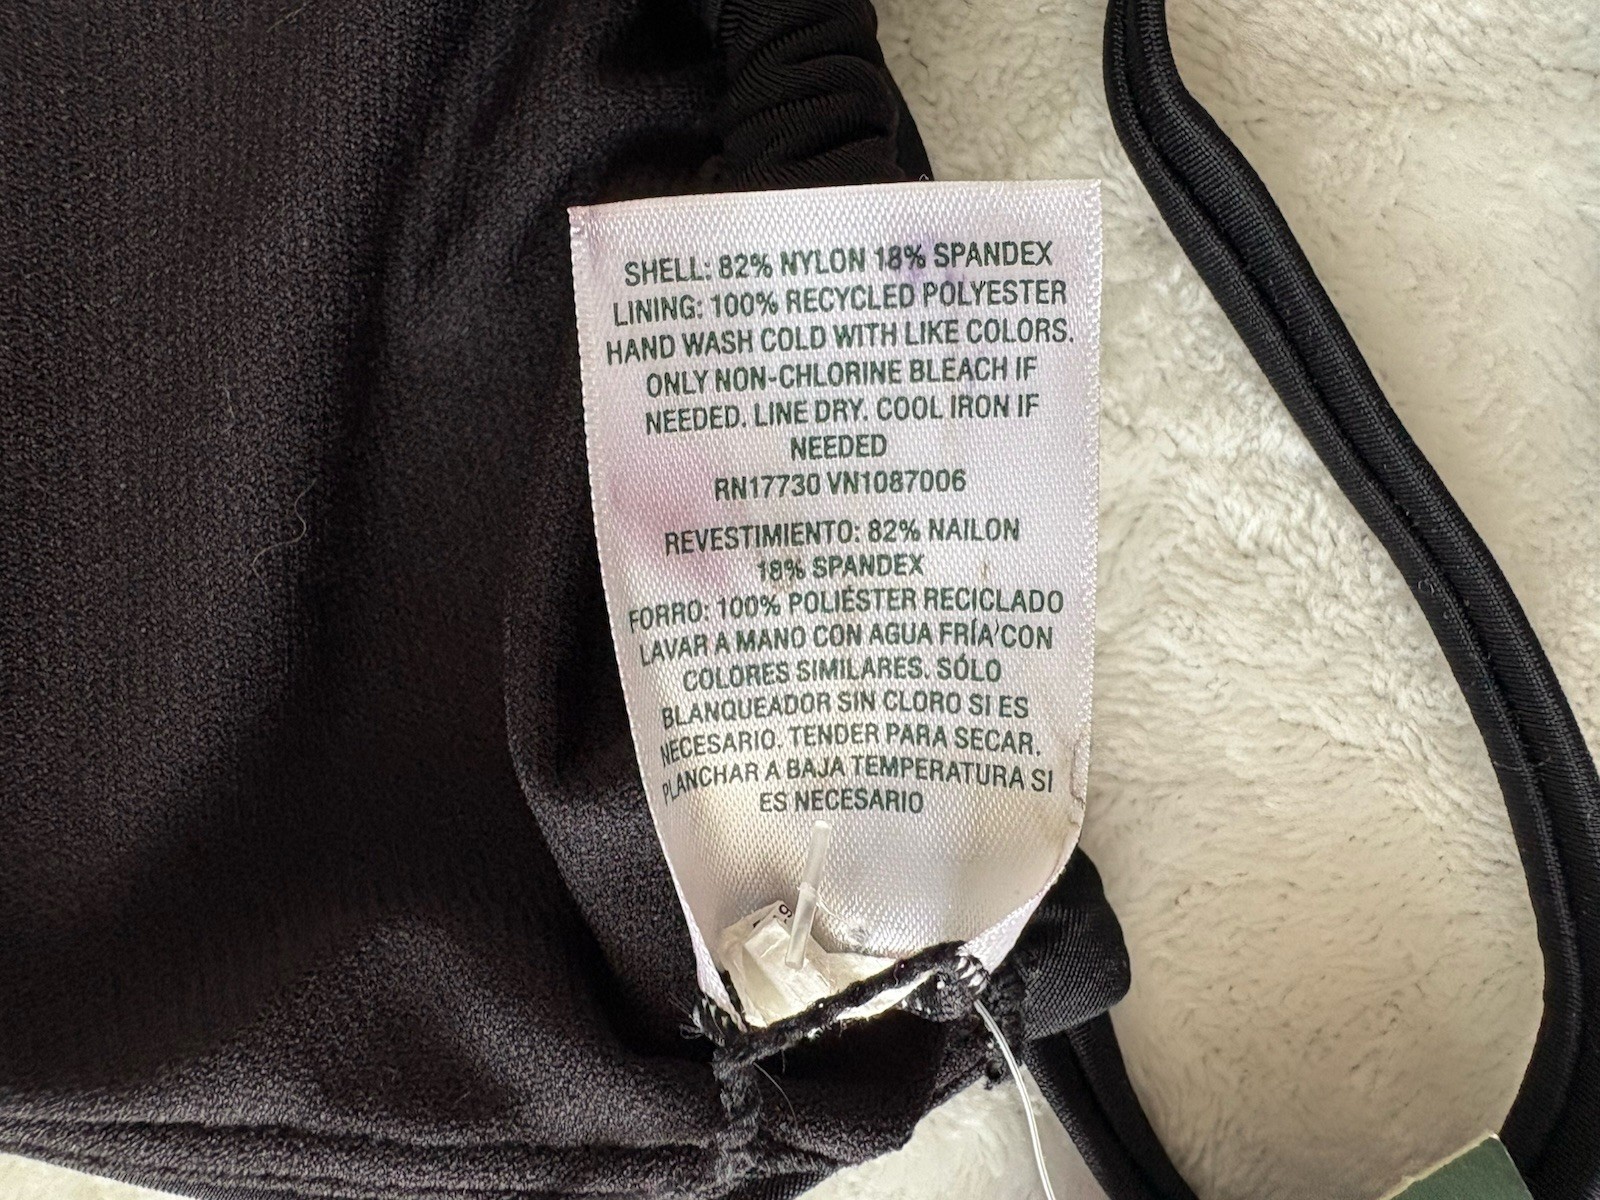 SHELL: 82% NYLON 18% SPANDEX
LINING: 100% RECYCLED POLYESTER
HAND WASH COLD WITH LIKE COLORS.
ONLY NON-CHLORINE BLEACH IF
NEEDED. LINE DRY. COOL IRON IF
NEEDED
RN17730 VN1087006
REVESTIMIENTO: 82% NAILON
18% SPANDEX
FORRO: 100% POLIÉSTER RECICLADO
LAVAR A MANO CON AGUA FRÍA CON
COLORES SIMILARES. SÓLO
BLANQUEADOR SIN CLORO SI ES
NECESARIO. TENDER PARA SECAR.
PLANCHAR A BAJA TEMPERATURA SI
ES NECESARIO